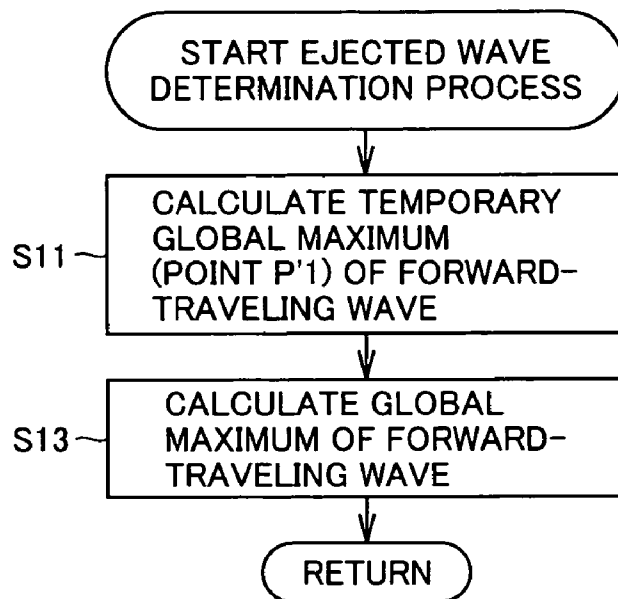 START EJECTED WAVE
DETERMINATION PROCESS
S11
CALCULATE TEMPORARY
GLOBAL MAXIMUM
(POINT P'1) OF FORWARD-
TRAVELING WAVE
S13
CALCULATE GLOBAL
MAXIMUM OF FORWARD-
TRAVELING WAVE
RETURN